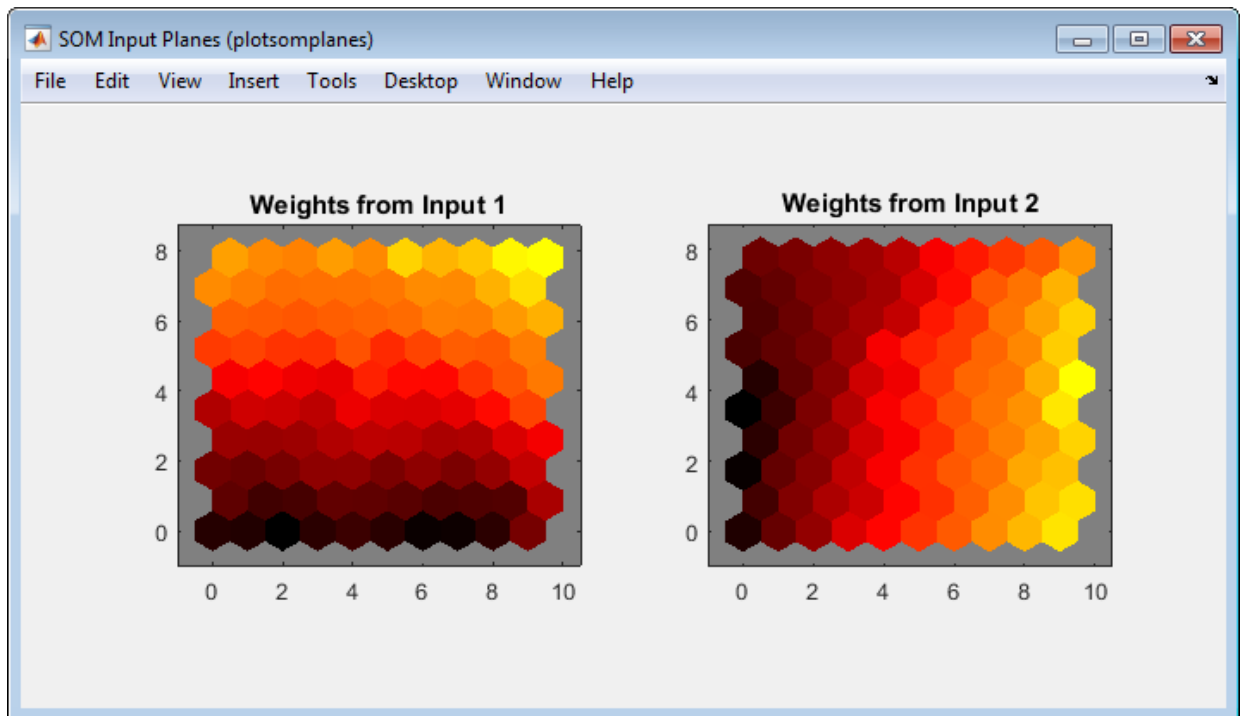 SOM Input Planes (plotsomplanes)
File Edit View Insert Tools Desktop Window Help
Weights from Input 1
8
6
4
2
0
0 2 4 6 8 10
Weights from Input 2
8
6
4
2
0
0 2 4 6 8 10